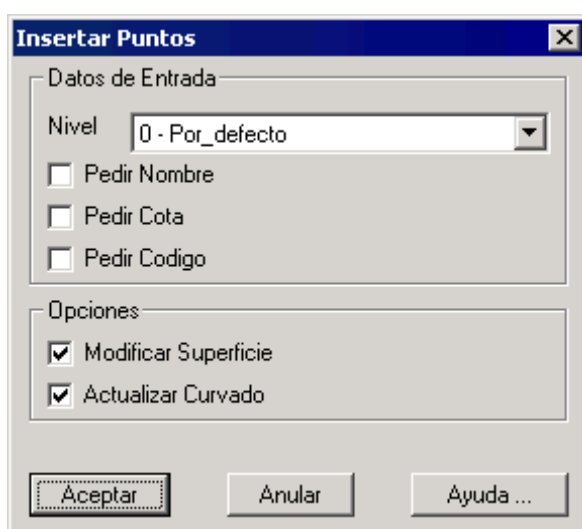 Insertar Puntos
Datos de Entrada
Nivel 0 - Por_defecto
Pedir Nombre
Pedir Cota
Pedir Codigo
Opciones
Modificar Superficie
Actualizar Curvado
Aceptar Anular Ayuda ...